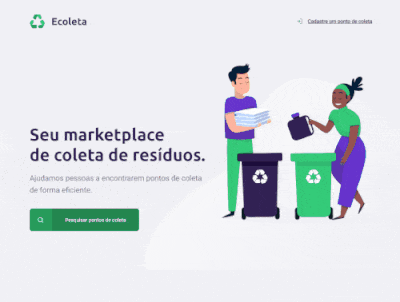 Ecoleta
Cadastre um ponto de coleta
Seu marketplace
de coleta de resíduos.
Ajudamos pessoas a encontrarem pontos de coleta
de forma eficiente.
Pesquisar pontos de coleta